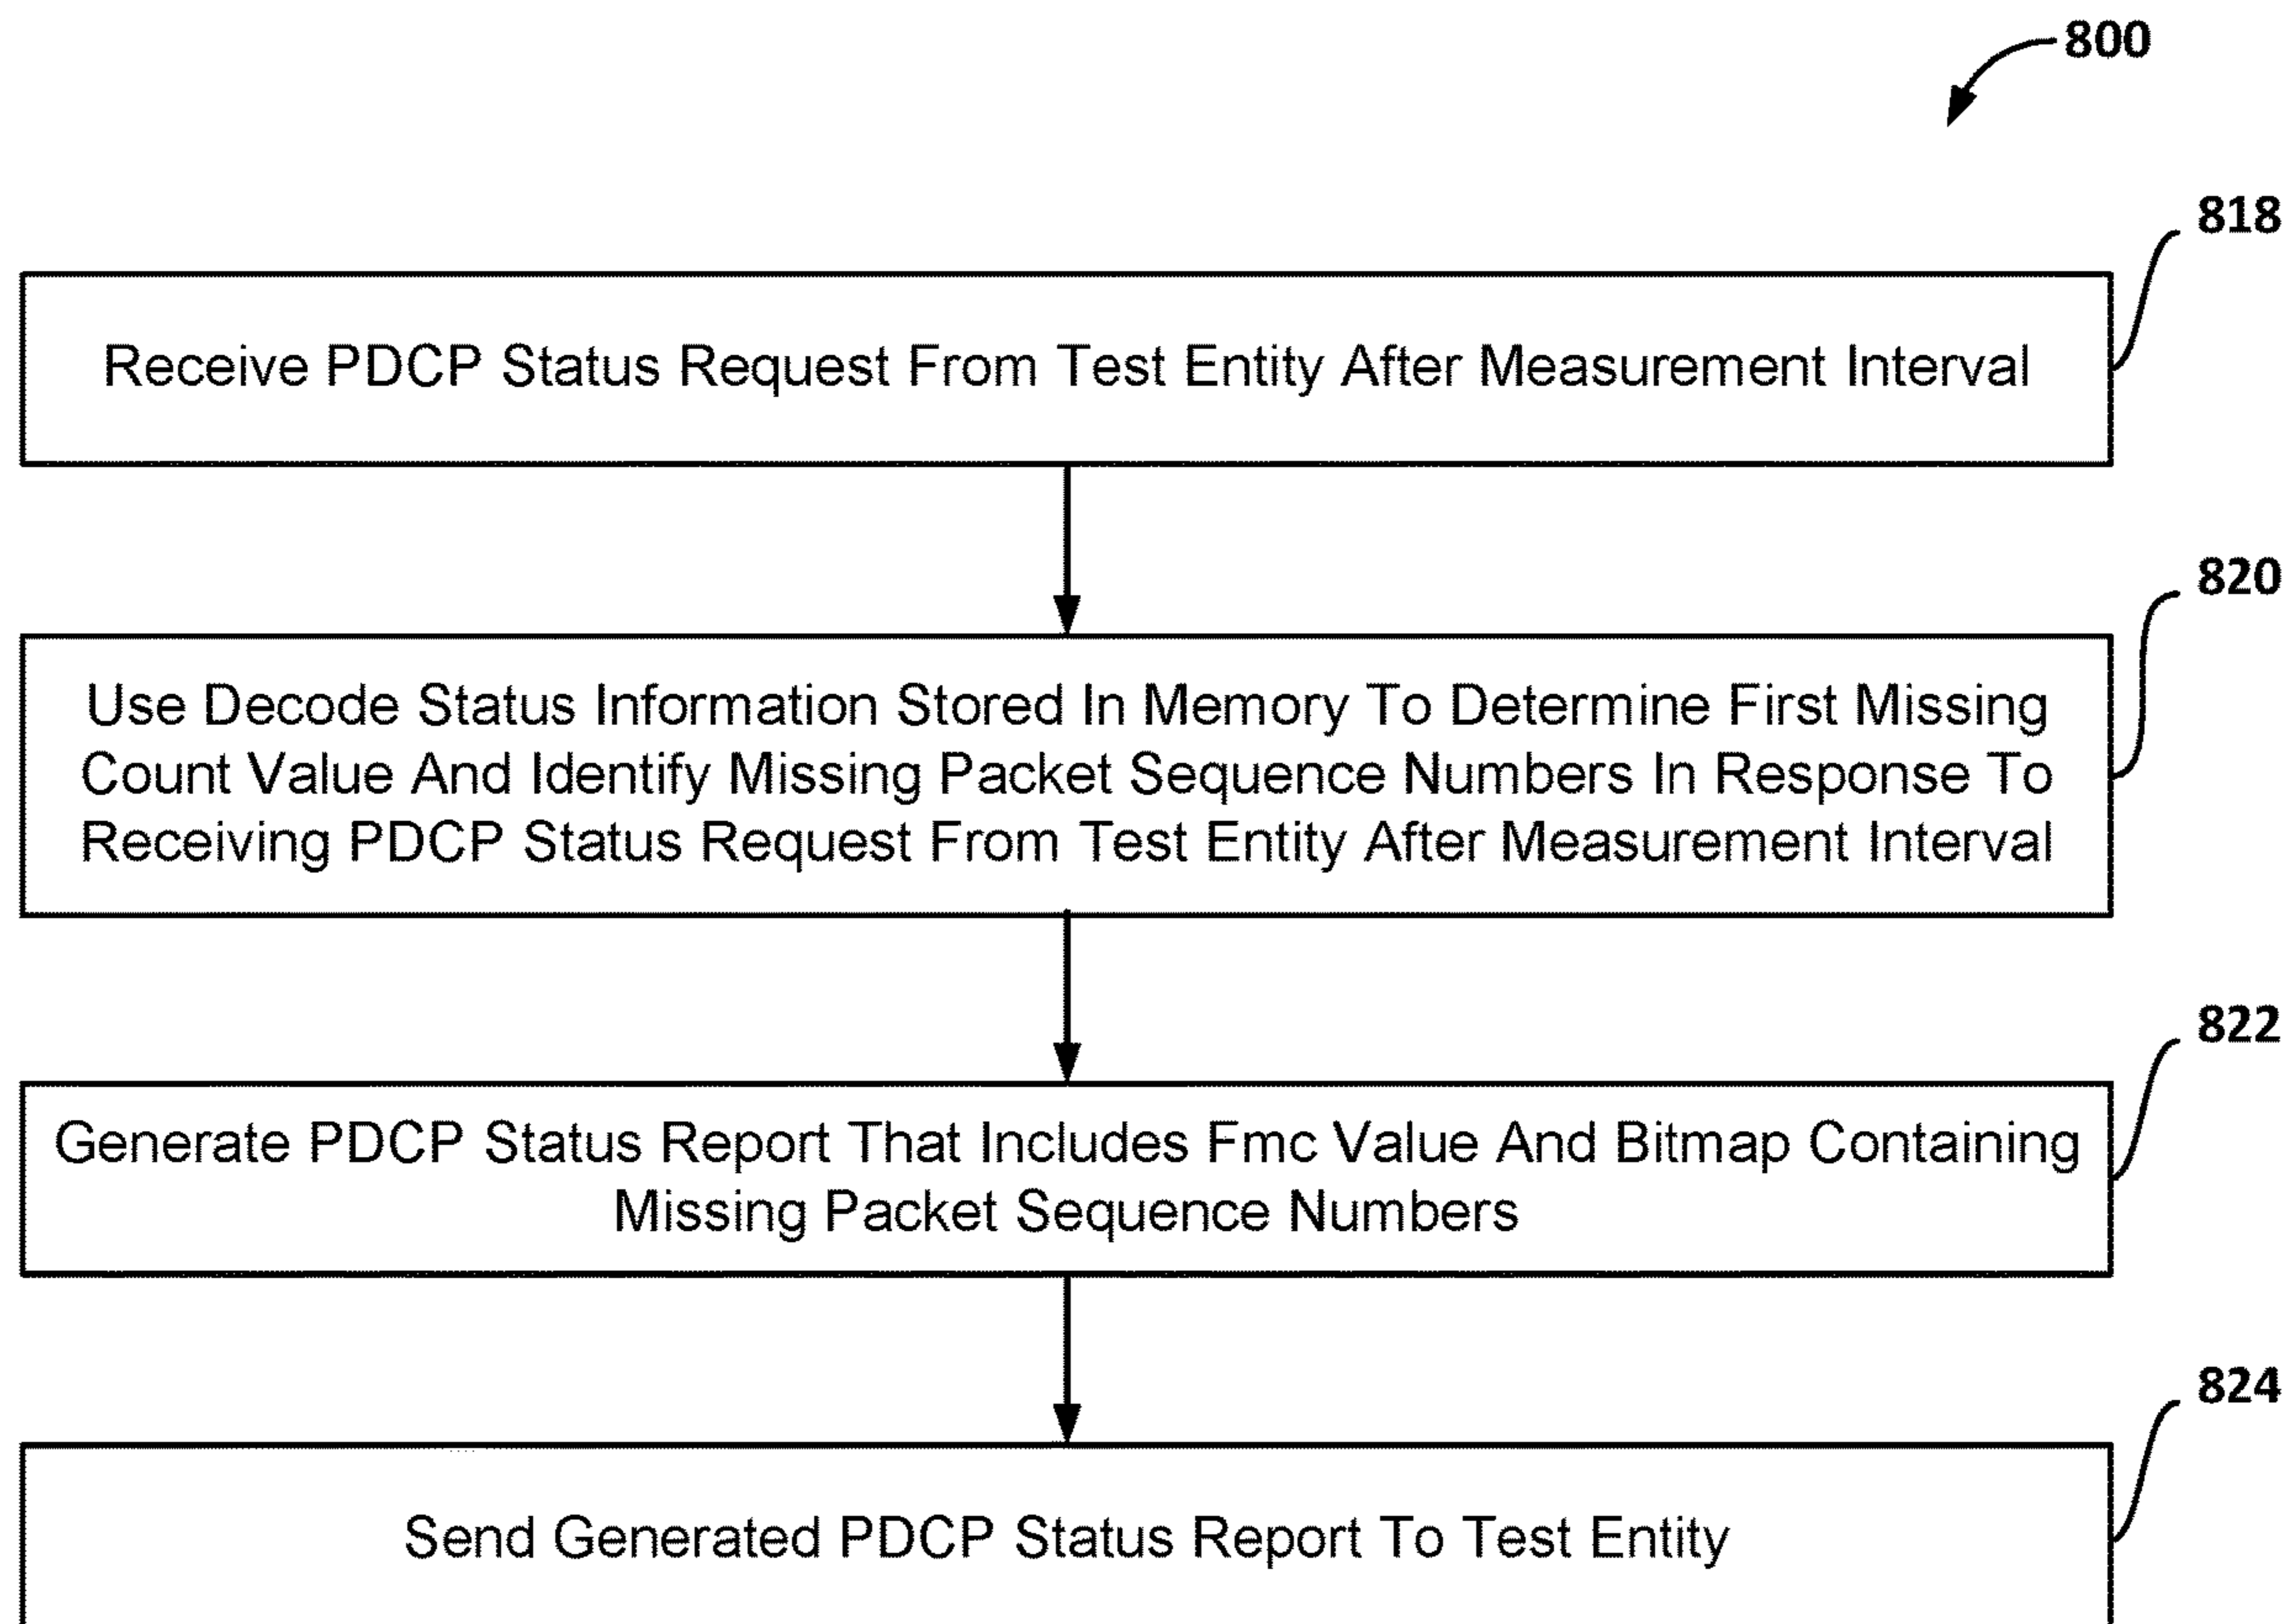 800
818
Receive PDCP Status Request From Test Entity After Measurement Interval
820
Use Decode Status Information Stored In Memory To Determine First Missing
Count Value And Identify Missing Packet Sequence Numbers In Response To
Receiving PDCP Status Request From Test Entity After Measurement Interval
822
Generate PDCP Status Report That Includes Fmc Value And Bitmap Containing
Missing Packet Sequence Numbers
824
Send Generated PDCP Status Report To Test Entity